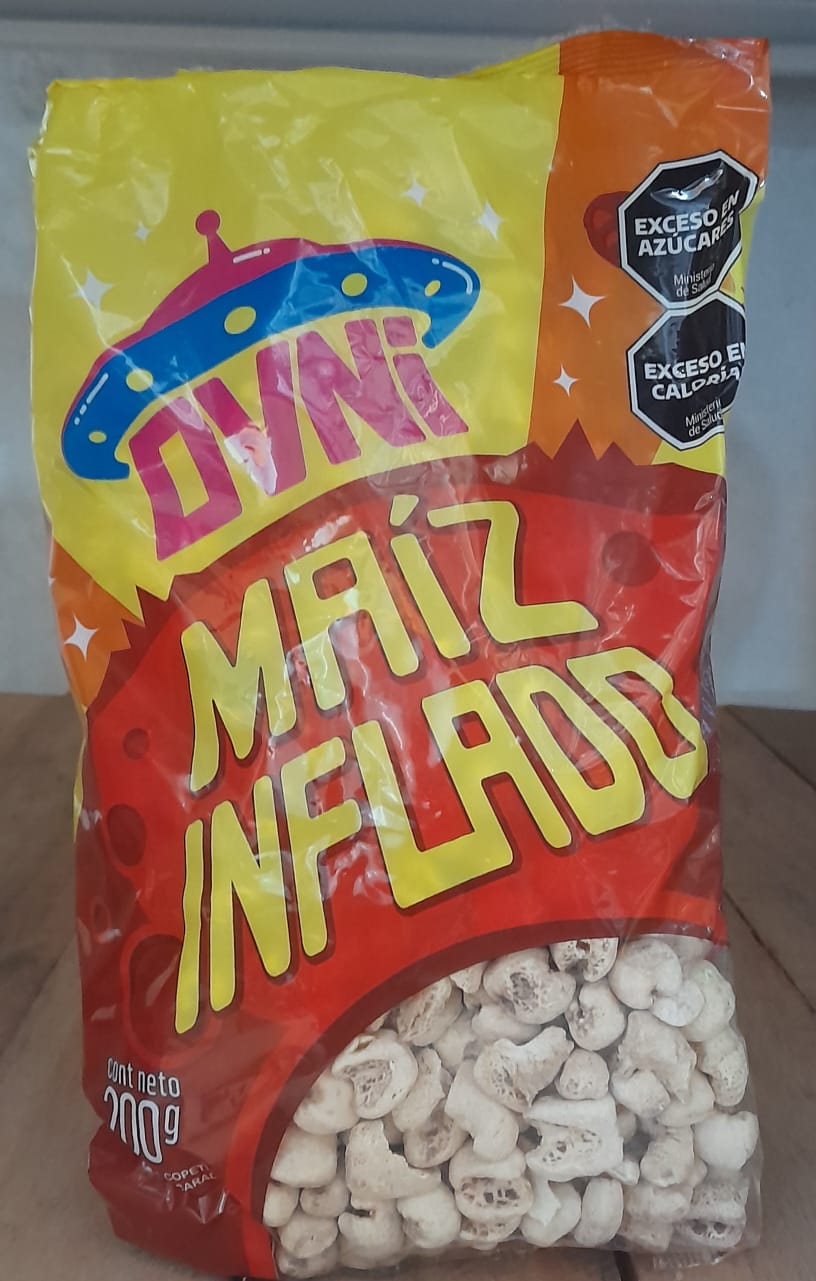 EXCESO EN
AZÚCARES
Ministerio
de Salud
EXCESO EN
CALORÍAS
Ministerio
de Salud
OVNi
MAíZ
INFLADO
cont neto
200g